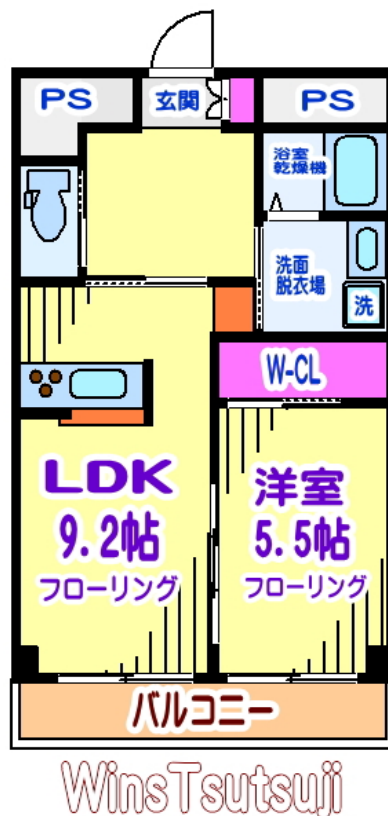 PS
玄関
PS
浴室
乾燥機
洗面
脱衣場
洗
W-CL
LDK
9.2帖
フローリング
洋室
5.5帖
フローリング
バルコニー
WinsTsutsuji